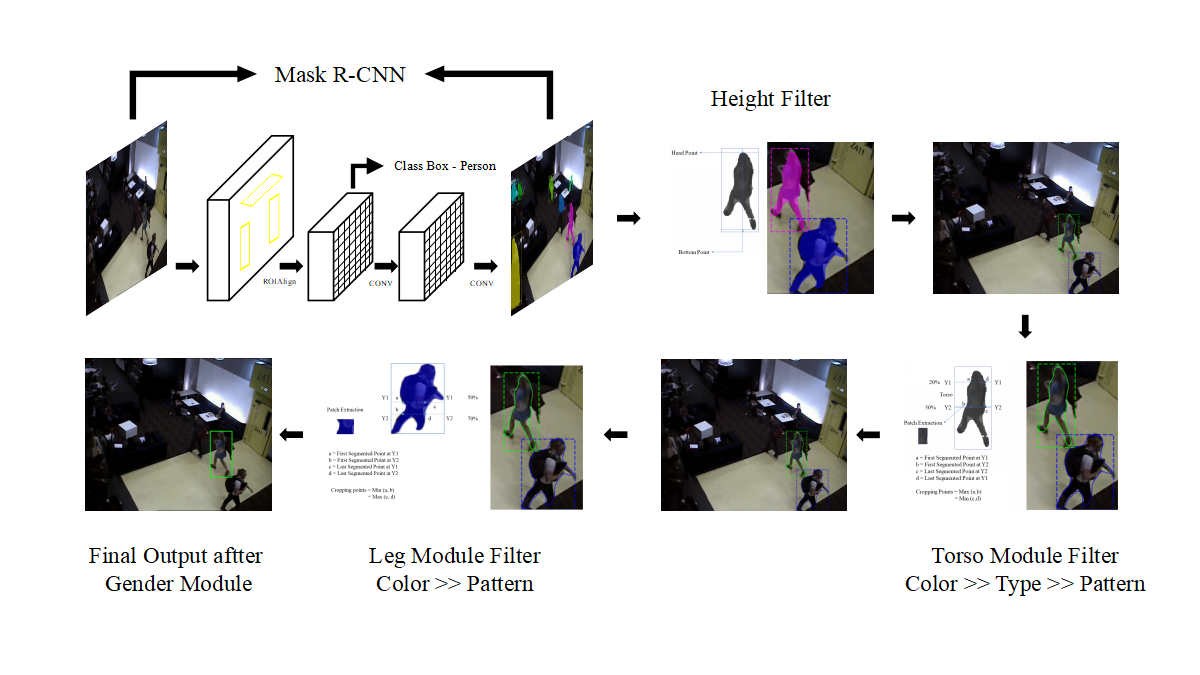 Mask R-CNN
Height Filter
Class Box - Person
ROIAlign
CONV
CONV
Head Point
Bottom Point
20%
Y1
a
d
Y1
Torso
50%
Y2
b
c
Y2
Patch Extraction
a = First Segmented Point at Y1
b = First Segmented Point at Y2
c = Last Segmented Point at Y2
d = Last Segmented Point at Y1
Cropping Points = Max (a,b)
= Min (c,d)
Y1
a
c
Y1
50%
Y2
b
d
Y2
70%
Patch Extraction
a = First Segmented Point at Y1
b = First Segmented Point at Y2
c = Last Segmented Point at Y1
d = Last Segmented Point at Y2
Cropping points = Min (a, b)
= Max (c, d)
Final Output aftter
Gender Module
Leg Module Filter
Color >> Pattern
Torso Module Filter
Color >> Type >> Pattern